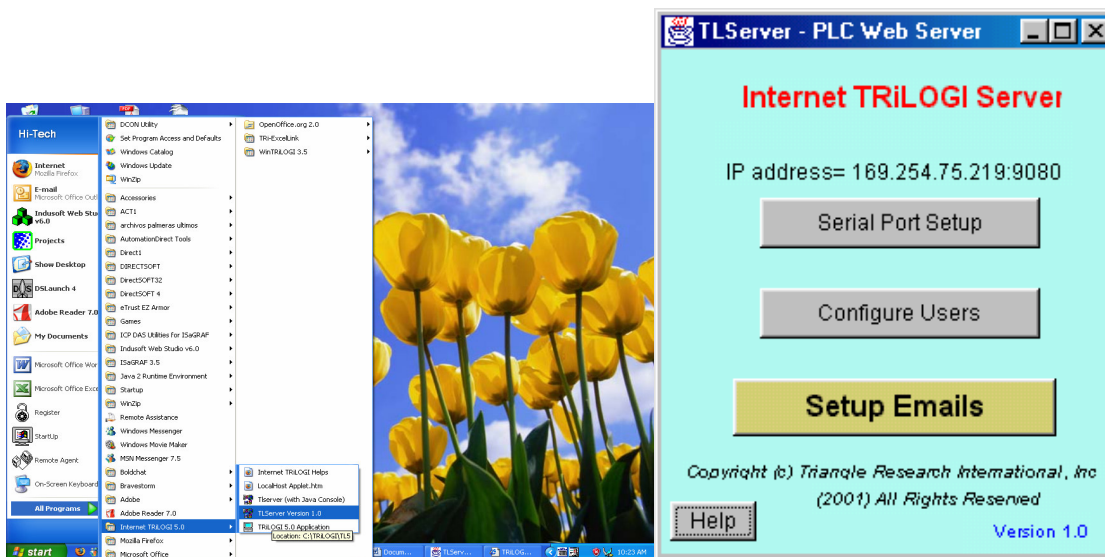 Hi-Tech
Internet
Mozilla Firefox
E-mail
Microsoft Office Outl
Indusoft Web Stu
v6.0
Projects
Show Desktop
DSLaunch 4
Adobe Reader 7.0
My Documents
Microsoft Office Wor
Microsoft Office Exce
Register
StartUp
Remote Agent
On-Screen Keyboard
All Programs
start
DCON Utility
Set Program Access and Defaults
Windows Catalog
Windows Update
WinZip
Accessories
ACT1
archivos palmeras ultimos
AutomationDirect Tools
Direct1
DIRECTSOFT
DirectSOFT32
DirectSOFT 4
eTrust EZ Armor
Games
ICP DAS Utilities for ISaGRAF
Indusoft Web Studio v6.0
ISaGRAF 3.5
Java 2 Runtime Environment
Startup
WinZip
Remote Assistance
Windows Messenger
Windows Movie Maker
MSN Messenger 7.5
Boldchat
Bravestorm
Adobe
Adobe Reader 7.0
Internet TRiLOGI 5.0
Mozilla Firefox
Microsoft Office
OpenOffice.org 2.0
TRi-ExcelLink
WinTRiLOGI 3.5
Internet TRiLOGI Helps
LocalHost Applet.htm
Tlserver (with Java Console)
TLServer Version 1.0
TRiLOGI 5.0 Application
Location: C:\TRiLOGI\TL5
Docum...
TLServ...
TRiLOG...
10:23 AM
TLServer - PLC Web Server
Internet TRiLOGI Server
IP address= 169.254.75.219:9080
Serial Port Setup
Configure Users
Setup Emails
Copyright (c) Triangle Research International, Inc
(2001) All Rights Reserved
Help
Version 1.0